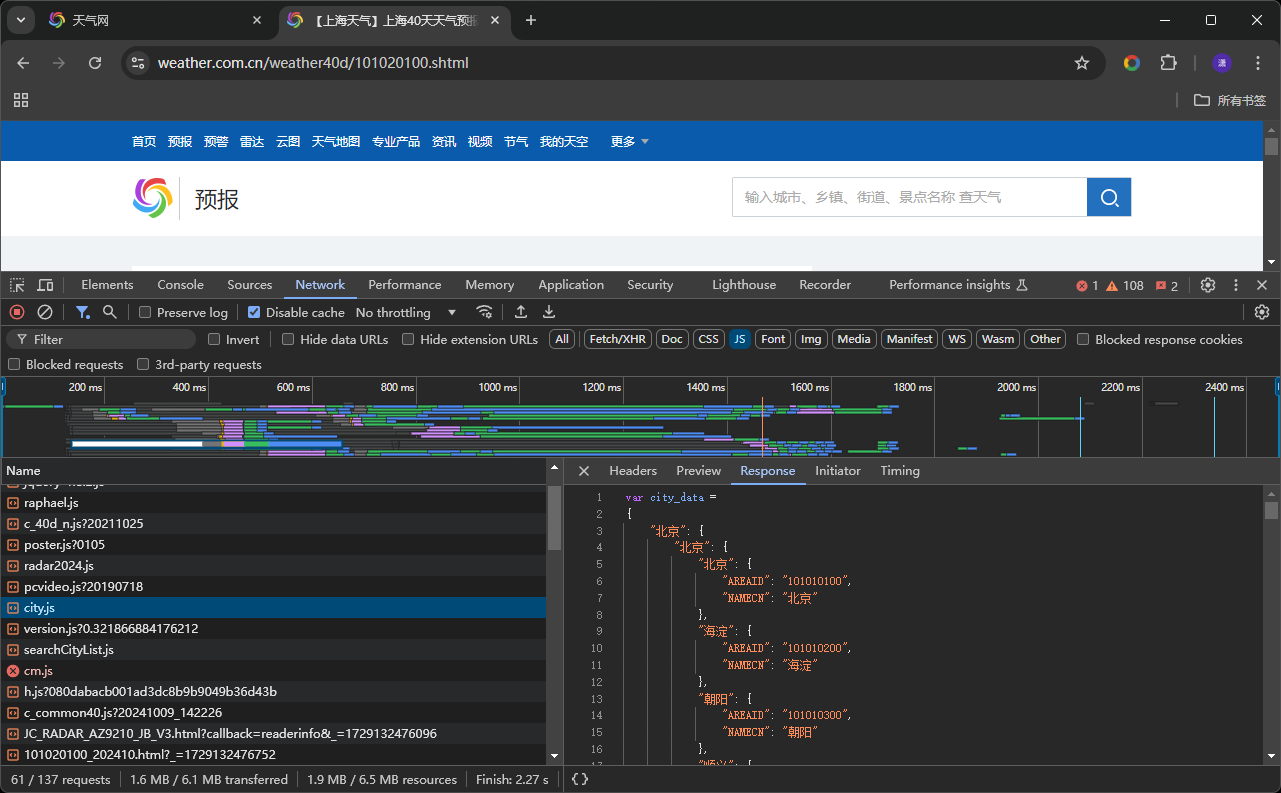 天气网
【上海天气】上海40天天气预报
weather.com.cn/weather40d/101020100.shtml
潇
所有书签
首页 预报 预警 雷达 云图 天气地图 专业产品 资讯 视频 节气 我的天空 更多
预报
输入城市、乡镇、街道、景点名称 查天气
Elements Console Sources Network Performance Memory Application Security Lighthouse Recorder Performance insights 1 108 2
Preserve log Disable cache No throttling
Filter Invert Hide data URLs Hide extension URLs All Fetch/XHR Doc CSS JS Font Img Media Manifest WS Wasm Other Blocked response cookies
Blocked requests 3rd-party requests
200 ms 400 ms 600 ms 800 ms 1000 ms 1200 ms 1400 ms 1600 ms 1800 ms 2000 ms 2200 ms 2400 ms
Name
raphael.js
c_40d_n.js?20211025
poster.js?0105
radar2024.js
pcvideo.js?20190718
city.js
version.js?0.321866884176212
searchCityList.js
cm.js
h.js?080dabacb001ad3dc8b9b9049b36d43b
c_common40.js?20241009_142226
JC_RADAR_AZ9210_JB_V3.html?callback=readerinfo&_=1729132476096
101020100_202410.html?_=1729132476752
61 / 137 requests 1.6 MB / 6.1 MB transferred 1.9 MB / 6.5 MB resources Finish: 2.27 s
Headers Preview Response Initiator Timing
1 var city_data =
2 {
3 "北京": {
4 "北京": {
5 "北京": {
6 "AREAID": "101010100",
7 "NAMECN": "北京"
8 },
9 "海淀": {
10 "AREAID": "101010200",
11 "NAMECN": "海淀"
12 },
13 "朝阳": {
14 "AREAID": "101010300",
15 "NAMECN": "朝阳"
16 },
17 "顺义": {
{}